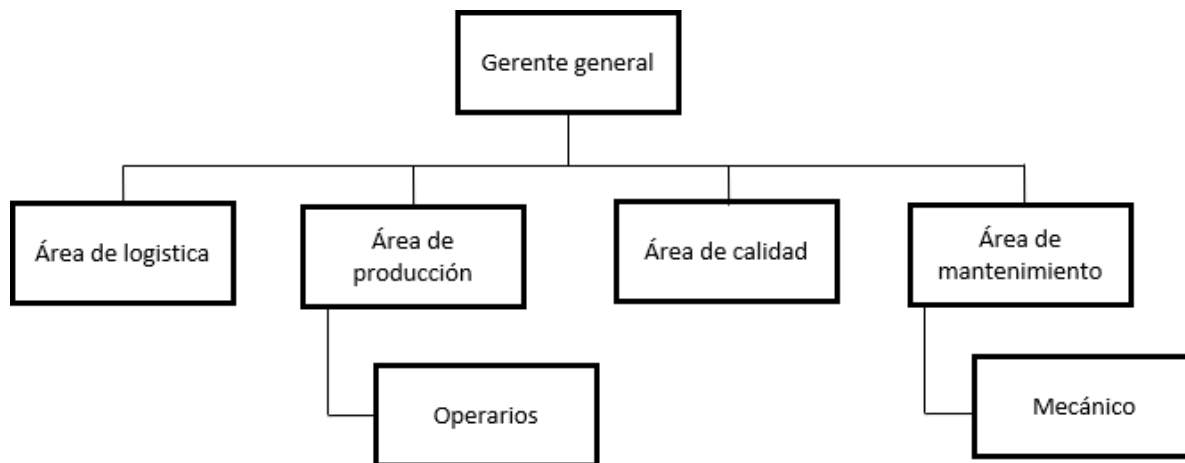 Gerente general
Área de logistica
Área de
producción
Área de calidad
Área de
mantenimiento
Operarios
Mecánico